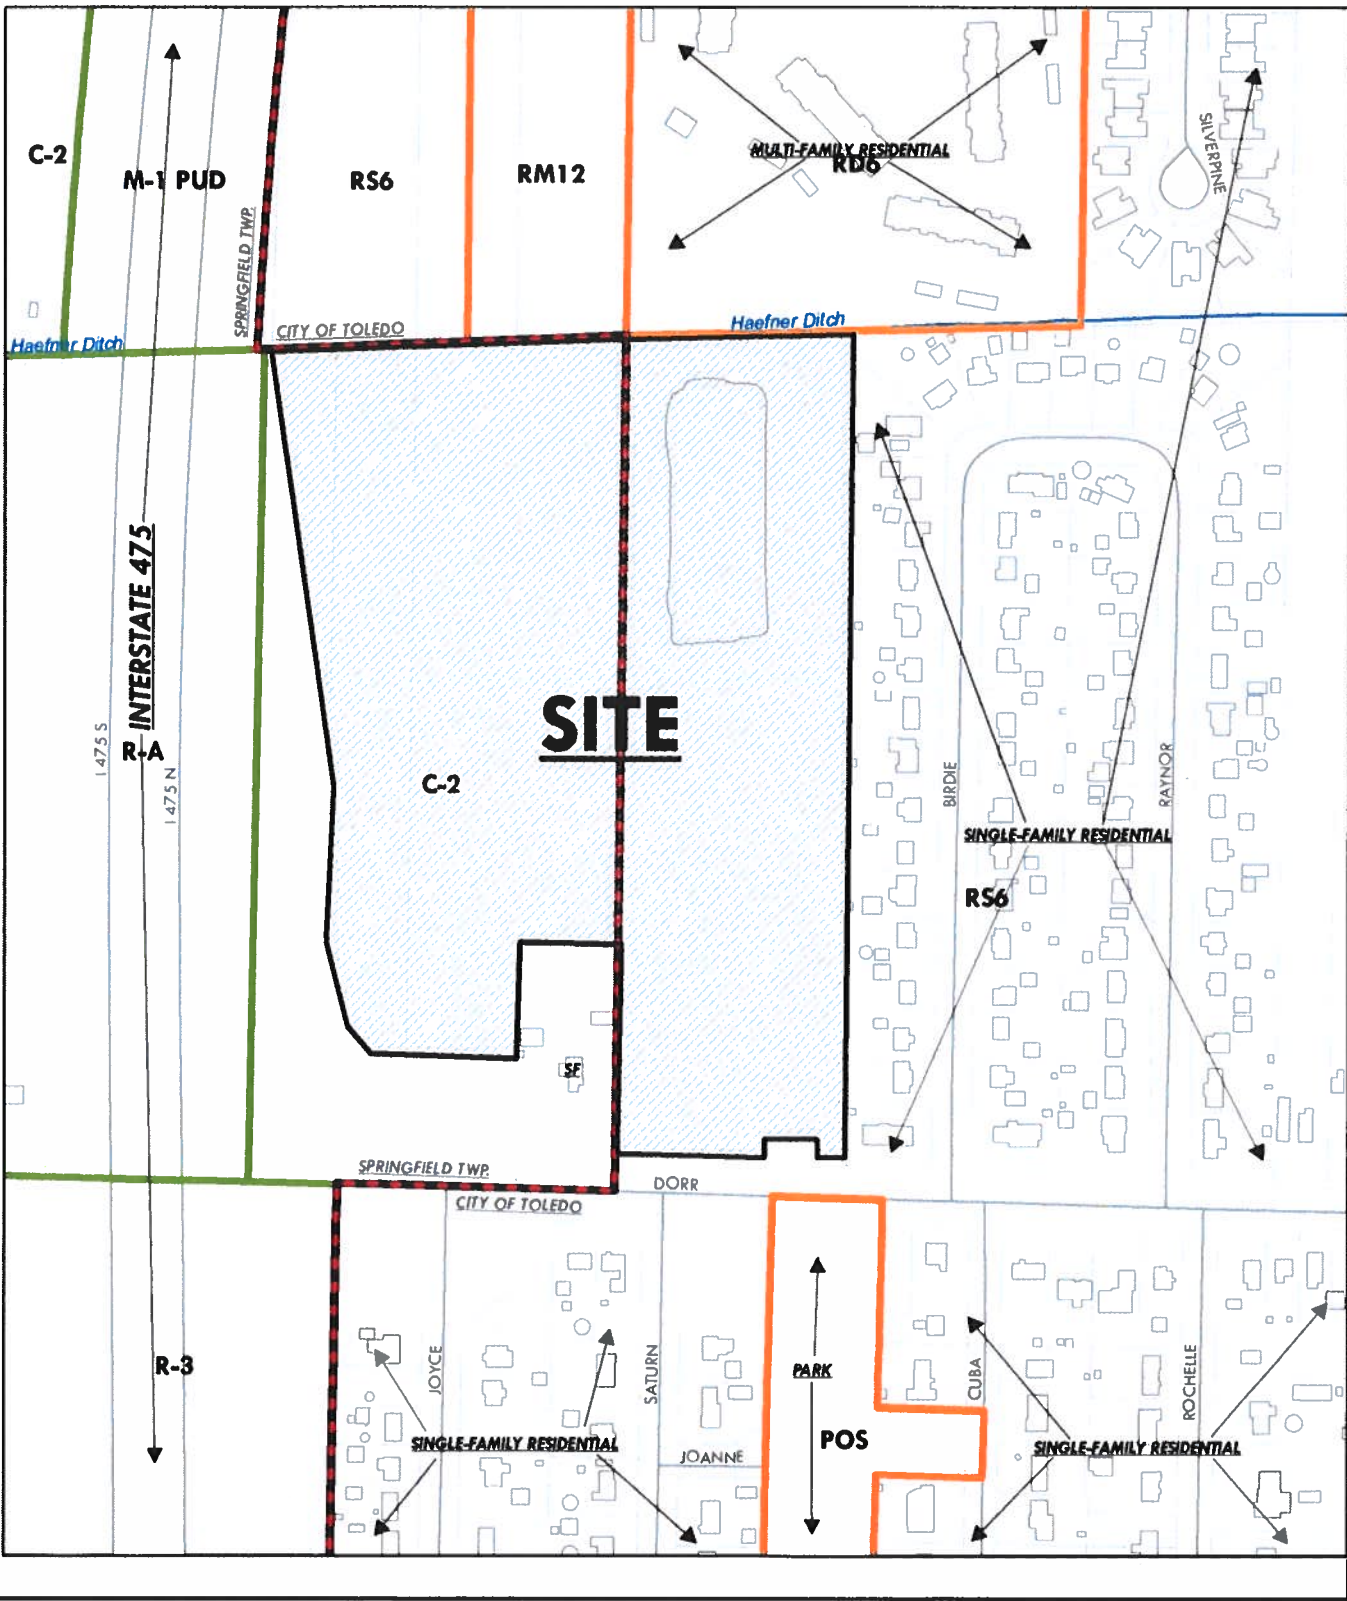 SILVERPINE
MULTI-FAMILY RESIDENTIAL
C-2
M-1 PUD
RS6
RM12
RD6
SPRINGFIELD TWP.
CITY OF TOLEDO
Haefner Ditch
Haefner Ditch
INTERSTATE 475
SITE
I 475 S
R-A
I 475 N
C-2
BIRDIE
RAYNOR
SINGLE-FAMILY RESIDENTIAL
RS6
SF
SPRINGFIELD TWP.
DORR
CITY OF TOLEDO
R-3
JOYCE
SATURN
PARK
CUBA
ROCHELLE
SINGLE-FAMILY RESIDENTIAL
JOANNE
POS
SINGLE-FAMILY RESIDENTIAL